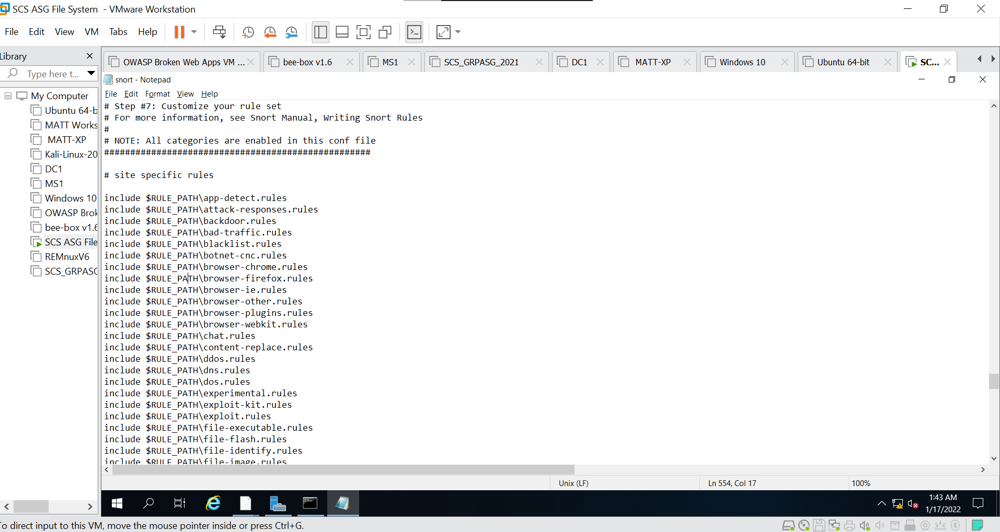 SCS ASG File System - VMware Workstation
File Edit View VM Tabs Help
Library
Type here t...
OWASP Broken Web Apps VM ...
bee-box v1.6
MS1
SCS_GRPASG_2021
DC1
MATT-XP
Windows 10
Ubuntu 64-bit
SC...
My Computer
Ubuntu 64-b
MATT Works
MATT-XP
Kali-Linux-20
DC1
MS1
Windows 10
OWASP Brok
bee-box v1.6
SCS ASG File
REMnuxV6
SCS_GRPASG
snort - Notepad
File Edit Format View Help
# Step #7: Customize your rule set
# For more information, see Snort Manual, Writing Snort Rules
#
# NOTE: All categories are enabled in this conf file
###################################################
# site specific rules
include $RULE_PATH\app-detect.rules
include $RULE_PATH\attack-responses.rules
include $RULE_PATH\backdoor.rules
include $RULE_PATH\bad-traffic.rules
include $RULE_PATH\blacklist.rules
include $RULE_PATH\botnet-cnc.rules
include $RULE_PATH\browser-chrome.rules
include $RULE_PATH\browser-firefox.rules
include $RULE_PATH\browser-ie.rules
include $RULE_PATH\browser-other.rules
include $RULE_PATH\browser-plugins.rules
include $RULE_PATH\browser-webkit.rules
include $RULE_PATH\chat.rules
include $RULE_PATH\content-replace.rules
include $RULE_PATH\ddos.rules
include $RULE_PATH\dns.rules
include $RULE_PATH\dos.rules
include $RULE_PATH\experimental.rules
include $RULE_PATH\exploit-kit.rules
include $RULE_PATH\exploit.rules
include $RULE_PATH\file-executable.rules
include $RULE_PATH\file-flash.rules
include $RULE_PATH\file-identify.rules
include $RULE_PATH\file-image.rules
Unix (LF)
Ln 554, Col 17
100%
1:43 AM
1/17/2022
To direct input to this VM, move the mouse pointer inside or press Ctrl+G.